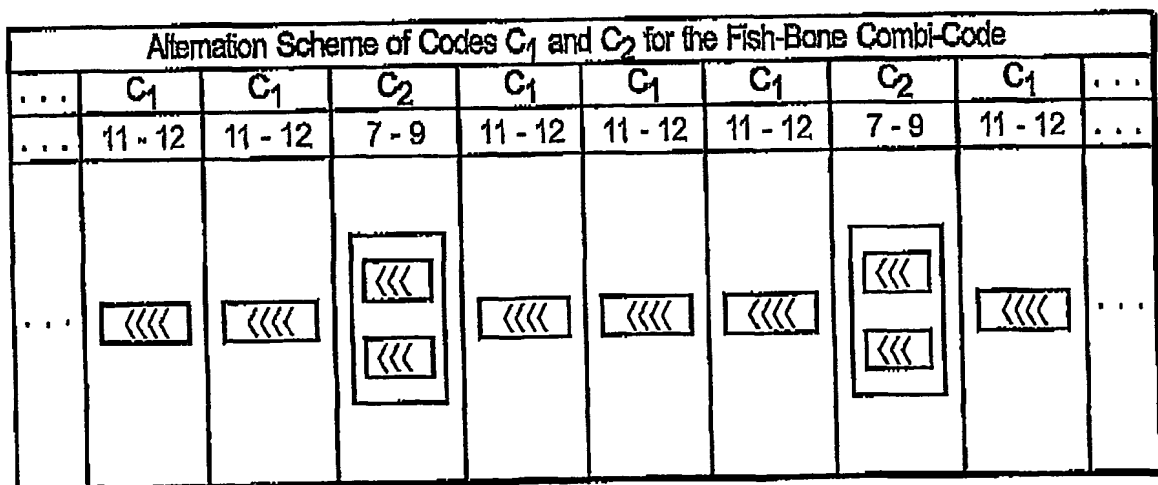 Alternation Scheme of Codes C1 and C2 for the Fish-Bone Combi-Code
... C1 C1 C2 C1 C1 C1 C2 C1 ...
... 11 - 12 11 - 12 7 - 9 11 - 12 11 - 12 11 - 12 7 - 9 11 - 12 ...
... ...